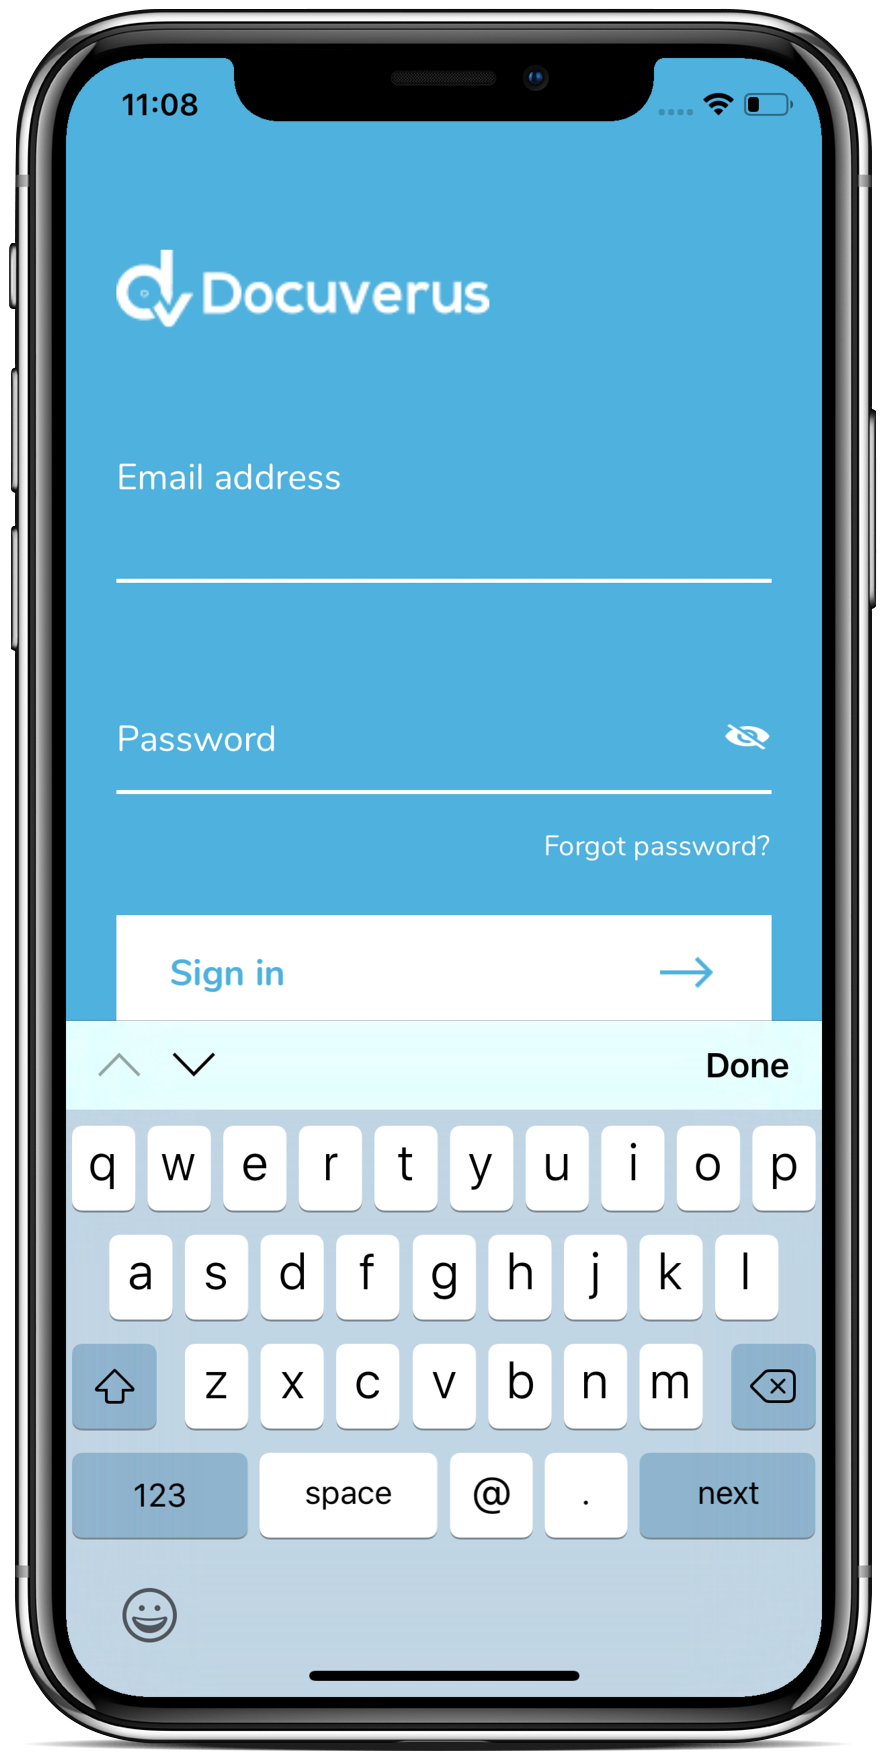 11:08
Docuverus
Email address
Password
Forgot password?
Sign in
Done
q w e r t y u i o p
a s d f g h j k l
z x c v b n m
123 space @ . next